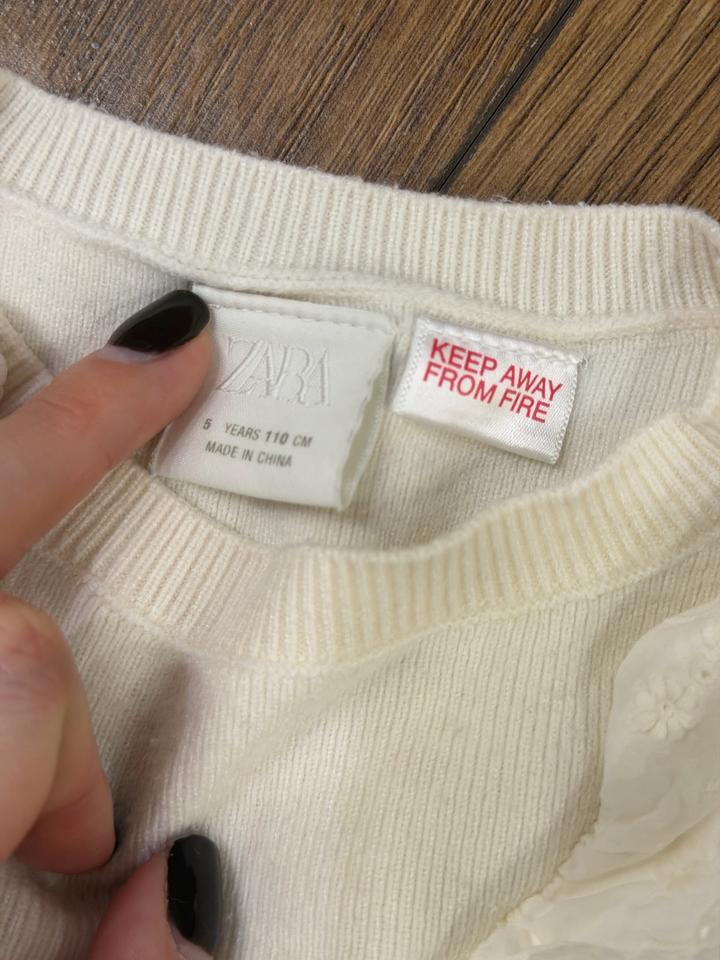 ZARA
5 YEARS 110 CM
MADE IN CHINA
KEEP AWAY
FROM FIRE